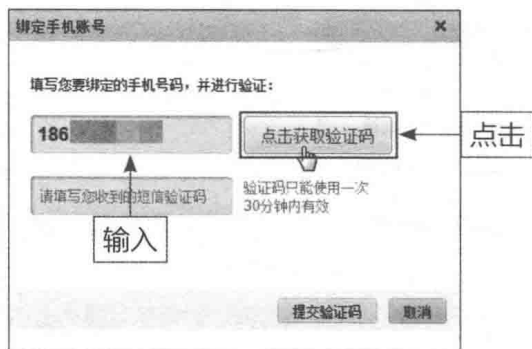 绑定手机账号
填写您要绑定的手机号码，并进行验证：
186
点击获取验证码
点击
请填写您收到的短信验证码
验证码只能使用一次
30分钟内有效
输入
提交验证码
取消